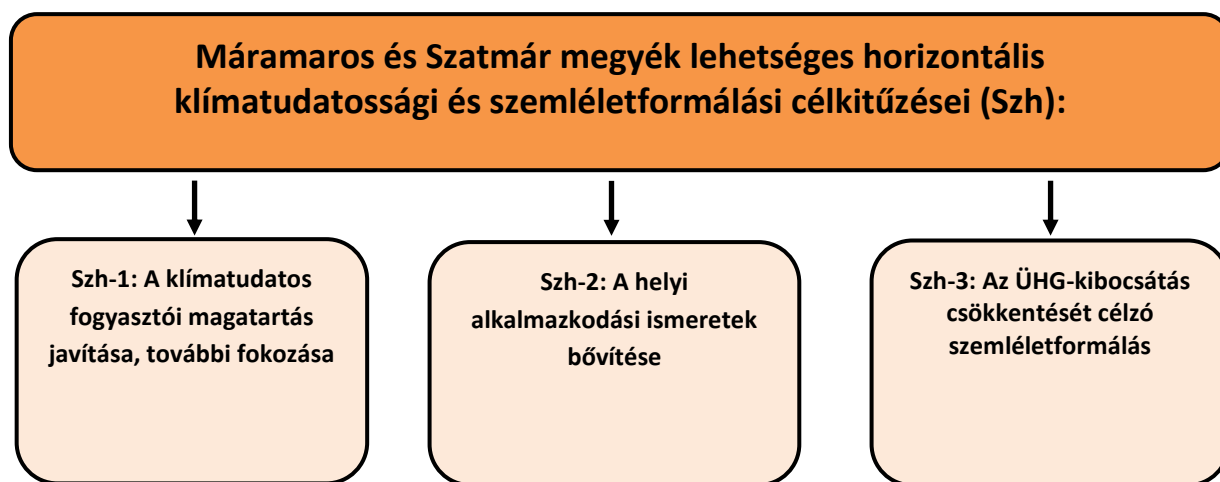 Máramaros és Szatmár megyék lehetséges horizontális
klímatudatossági és szemléletformálási célkitűzései (Szh):
Szh-1: A klímatudatos
fogyasztói magatartás
javítása, további fokozása
Szh-2: A helyi
alkalmazkodási ismeretek
bővítése
Szh-3: Az ÜHG-kibocsátás
csökkentését célzó
szemléletformálás